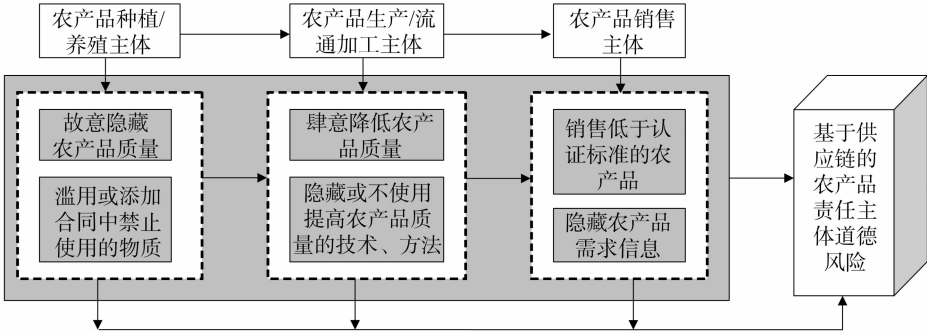 农产品种植/
养殖主体
农产品生产/流
通加工主体
农产品销售
主体
故意隐藏
农产品质量
滥用或添加
合同中禁止
使用的物质
肆意降低农产
品质量
隐藏或不使用
提高农产品质
量的技术、方法
销售低于认
证标准的农
产品
隐藏农产品
需求信息
基于供
应链的
农产品
责任主
体道德
风险